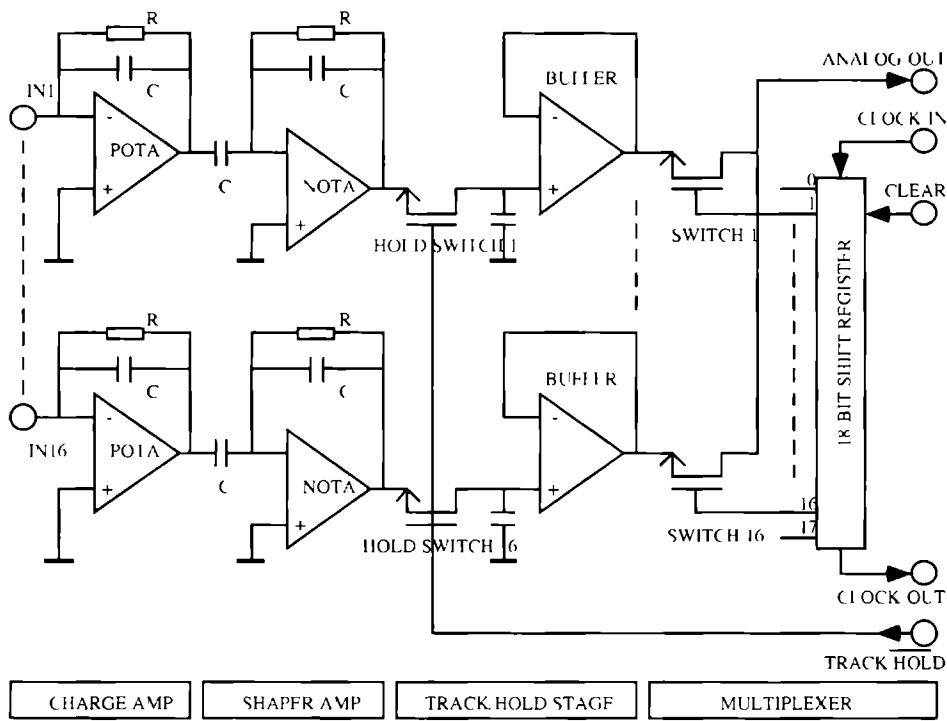 R
R
C
C
IN1
BUFFER
ANALOG OUT
CLOCK IN
-
-
POTA
NOTA
C
+
+
+
0
1
CLEAR
HOLD SWITCH 1
SWITCH 1
18 BIT SHIFT REGISTER
R
R
C
C
BUFFER
IN16
-
-
POTA
NOTA
C
+
+
+
16
17
HOLD SWITCH 16
SWITCH 16
CLOCK OUT
TRACK HOLD
CHARGE AMP
SHAPER AMP
TRACK HOLD STAGE
MULTIPLEXER